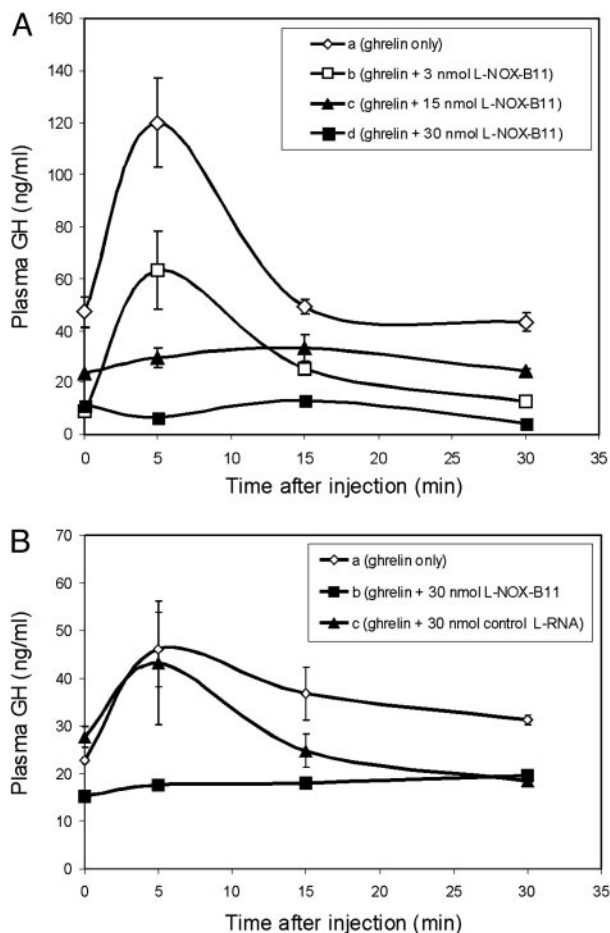 A
a (ghrelin only)
b (ghrelin + 3 nmol L-NOX-B11)
c (ghrelin + 15 nmol L-NOX-B11)
d (ghrelin + 30 nmol L-NOX-B11)
Plasma GH (ng/ml)
160
140
120
100
80
60
40
20
0
0 5 10 15 20 25 30 35
Time after injection (min)
B
a (ghrelin only)
b (ghrelin + 30 nmol L-NOX-B11
c (ghrelin + 30 nmol control L-RNA)
Plasma GH (ng/ml)
70
60
50
40
30
20
10
0
0 5 10 15 20 25 30 35
Time after injection (min)